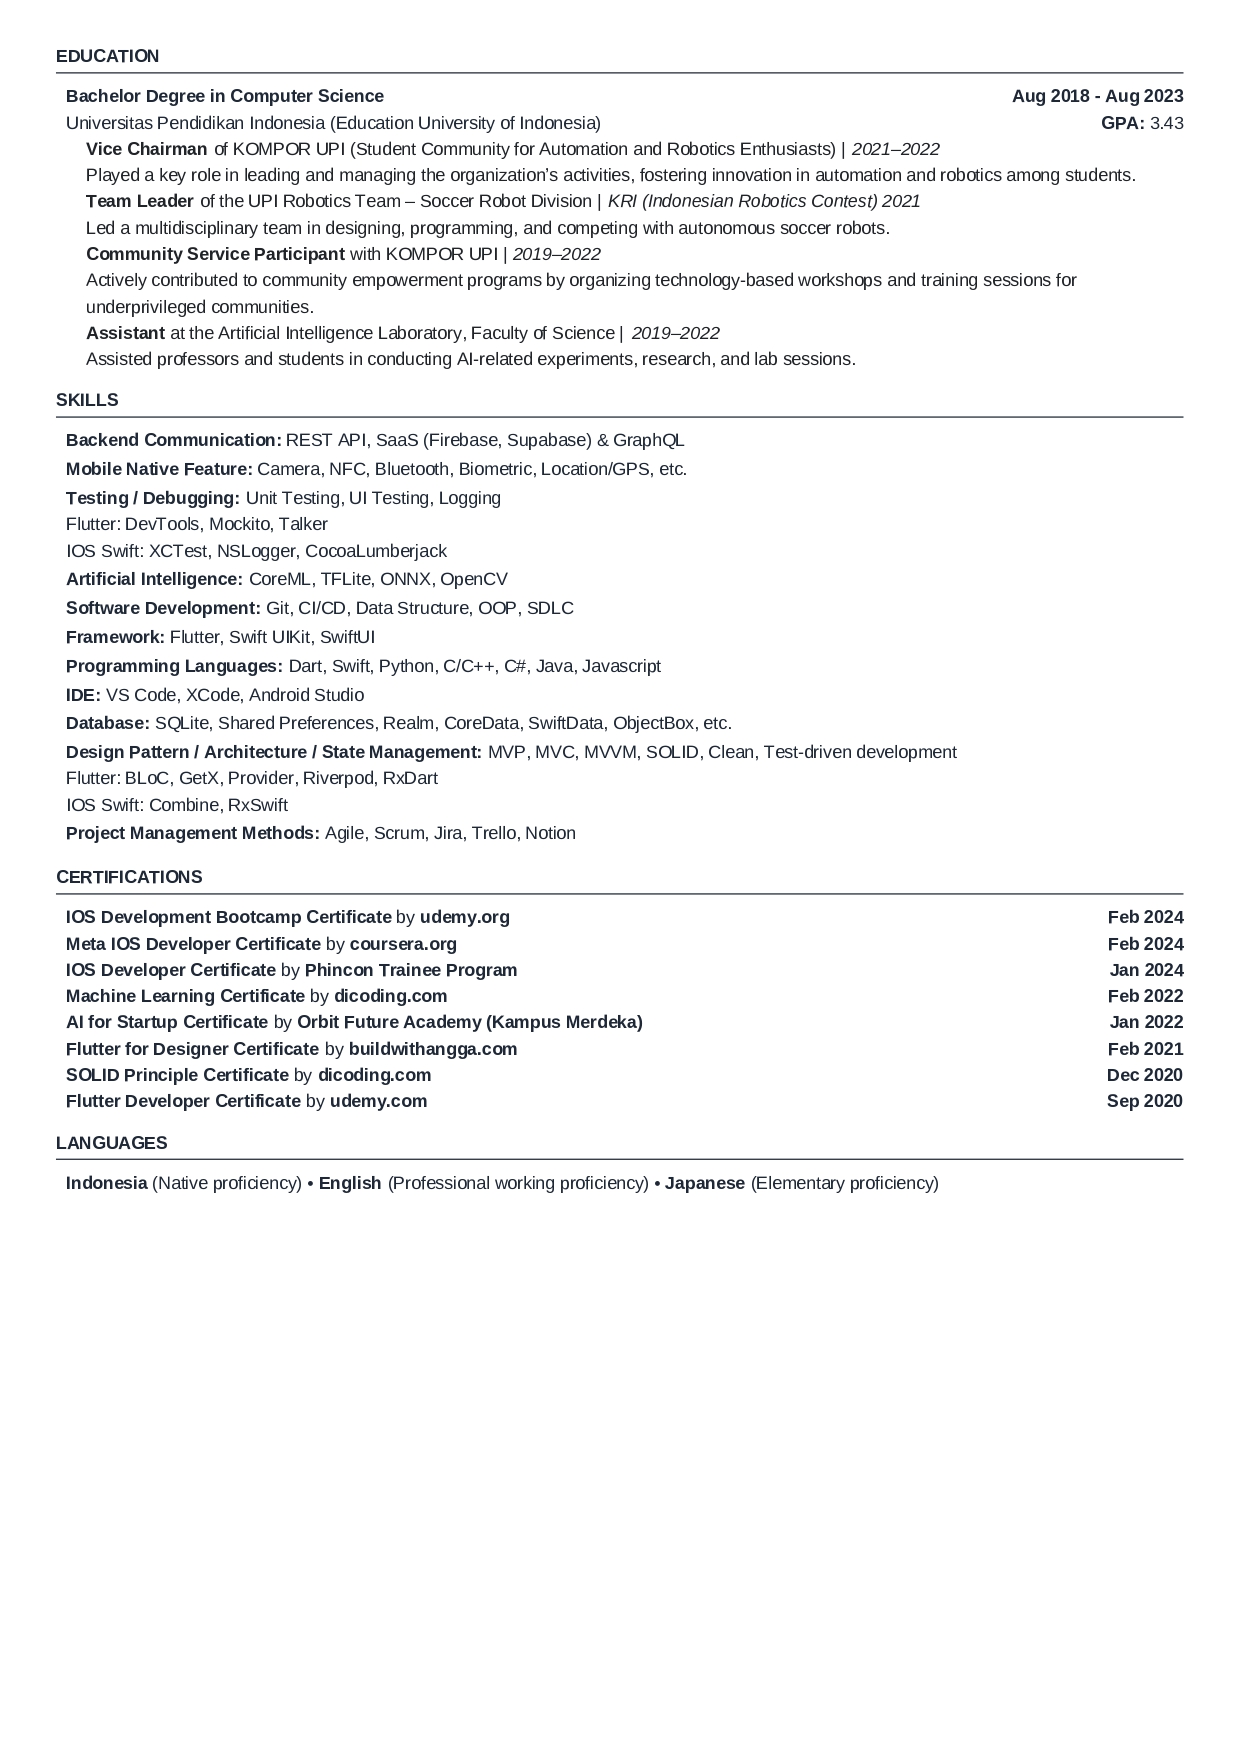 EDUCATION
Bachelor Degree in Computer Science Aug 2018 - Aug 2023
Universitas Pendidikan Indonesia (Education University of Indonesia) GPA: 3.43
Vice Chairman of KOMPOR UPI (Student Community for Automation and Robotics Enthusiasts) | 2021–2022
Played a key role in leading and managing the organization’s activities, fostering innovation in automation and robotics among students.
Team Leader of the UPI Robotics Team – Soccer Robot Division | KRI (Indonesian Robotics Contest) 2021
Led a multidisciplinary team in designing, programming, and competing with autonomous soccer robots.
Community Service Participant with KOMPOR UPI | 2019–2022
Actively contributed to community empowerment programs by organizing technology-based workshops and training sessions for
underprivileged communities.
Assistant at the Artificial Intelligence Laboratory, Faculty of Science | 2019–2022
Assisted professors and students in conducting AI-related experiments, research, and lab sessions.
SKILLS
Backend Communication: REST API, SaaS (Firebase, Supabase) & GraphQL
Mobile Native Feature: Camera, NFC, Bluetooth, Biometric, Location/GPS, etc.
Testing / Debugging: Unit Testing, UI Testing, Logging
Flutter: DevTools, Mockito, Talker
IOS Swift: XCTest, NSLogger, CocoaLumberjack
Artificial Intelligence: CoreML, TFLite, ONNX, OpenCV
Software Development: Git, CI/CD, Data Structure, OOP, SDLC
Framework: Flutter, Swift UIKit, SwiftUI
Programming Languages: Dart, Swift, Python, C/C++, C#, Java, Javascript
IDE: VS Code, XCode, Android Studio
Database: SQLite, Shared Preferences, Realm, CoreData, SwiftData, ObjectBox, etc.
Design Pattern / Architecture / State Management: MVP, MVC, MVVM, SOLID, Clean, Test-driven development
Flutter: BLoC, GetX, Provider, Riverpod, RxDart
IOS Swift: Combine, RxSwift
Project Management Methods: Agile, Scrum, Jira, Trello, Notion
CERTIFICATIONS
IOS Development Bootcamp Certificate by udemy.org Feb 2024
Meta IOS Developer Certificate by coursera.org Feb 2024
IOS Developer Certificate by Phincon Trainee Program Jan 2024
Machine Learning Certificate by dicoding.com Feb 2022
AI for Startup Certificate by Orbit Future Academy (Kampus Merdeka) Jan 2022
Flutter for Designer Certificate by buildwithangga.com Feb 2021
SOLID Principle Certificate by dicoding.com Dec 2020
Flutter Developer Certificate by udemy.com Sep 2020
LANGUAGES
Indonesia (Native proficiency) • English (Professional working proficiency) • Japanese (Elementary proficiency)